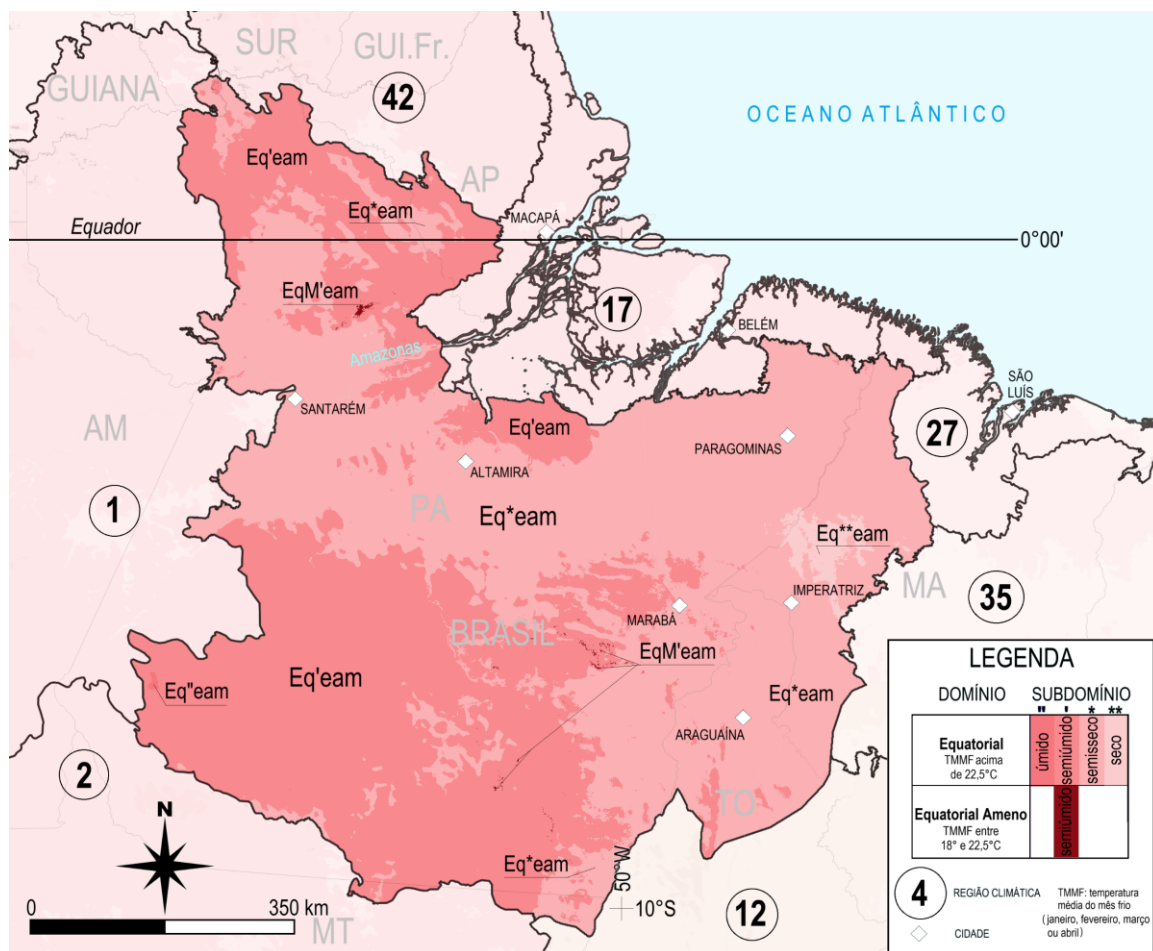 SUR
GUI.Fr.
GUIANA
42
OCEANO ATLÂNTICO
Eq'eam
AP
Eq*eam
MACAPÁ
Equador
0°00'
EqM'eam
17
BELÉM
Amazonas
SÃO
LUÍS
SANTARÉM
AM
Eq'eam
PARAGOMINAS
27
ALTAMIRA
1
PA
Eq*eam
Eq**eam
MA
IMPERATRIZ
35
MARABÁ
BRASIL
EqM'eam
Eq"eam
Eq'eam
Eq*eam
ARAGUAÍNA
2
TO
N
Eq*eam
50°W
10°S
12
0
350 km
MT
LEGENDA
DOMÍNIO
SUBDOMÍNIO
" ' * **
Equatorial
TMMF acima
de 22,5°C
úmido
semiúmido
semisseco
seco
Equatorial Ameno
TMMF entre
18° e 22,5°C
semiúmido
4
REGIÃO CLIMÁTICA
TMMF: temperatura
média do mês frio
(janeiro, fevereiro, março
ou abril)
CIDADE